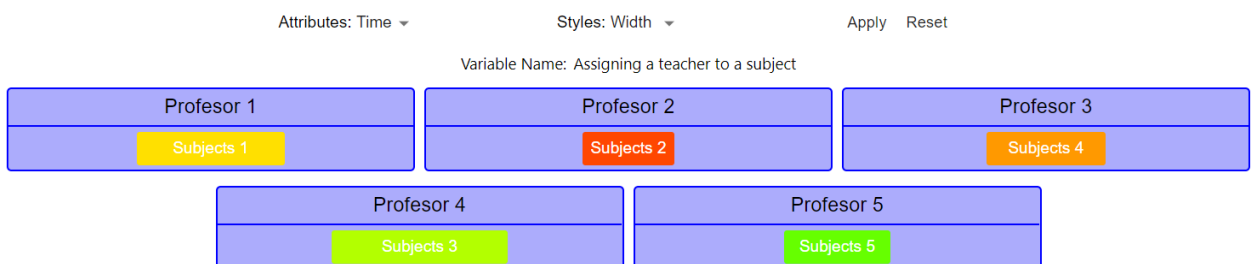 Attributes: Time Styles: Width Apply Reset
Variable Name: Assigning a teacher to a subject
Profesor 1 Profesor 2 Profesor 3
Subjects 1 Subjects 2 Subjects 4
Profesor 4 Profesor 5
Subjects 3 Subjects 5